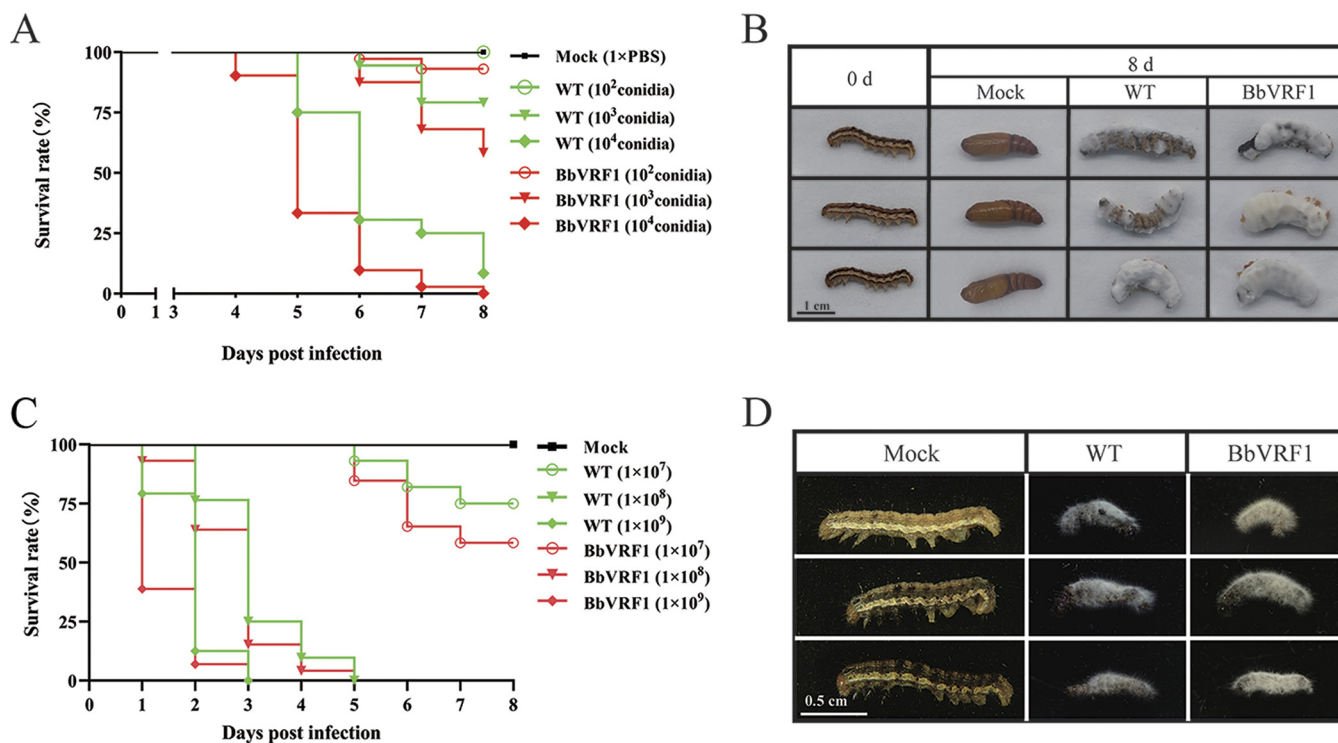 A
Survival rate(%)
100
75
50
25
0
0 1 3 4 5 6 7 8
Days post infection
Mock (1×PBS)
WT (10²conidia)
WT (10³conidia)
WT (10⁴conidia)
BbVRF1 (10²conidia)
BbVRF1 (10³conidia)
BbVRF1 (10⁴conidia)
B
0 d
8 d
Mock
WT
BbVRF1
1 cm
C
Survival rate (%)
100
75
50
25
0
0 1 2 3 4 5 6 7 8
Days post infection
Mock
WT (1×10⁷)
WT (1×10⁸)
WT (1×10⁹)
BbVRF1 (1×10⁷)
BbVRF1 (1×10⁸)
BbVRF1 (1×10⁹)
D
Mock
WT
BbVRF1
0.5 cm